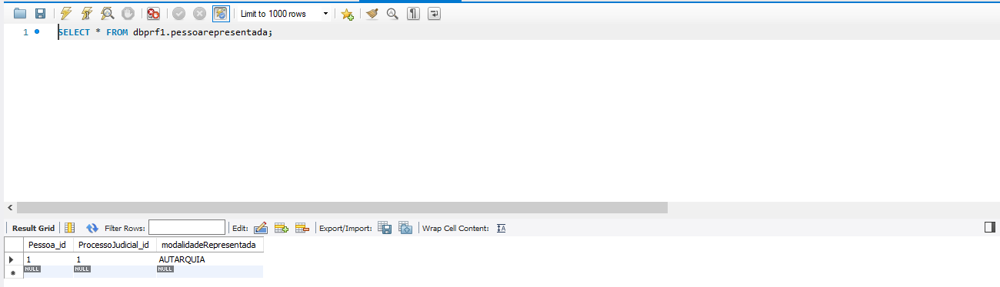 Limit to 1000 rows
1 SELECT * FROM dbprf1.pessoarepresentada;
Result Grid Filter Rows: Edit: Export/Import: Wrap Cell Content:
Pessoa_id ProcessoJudicial_id modalidadeRepresentada
1 1 AUTARQUIA
NULL NULL NULL